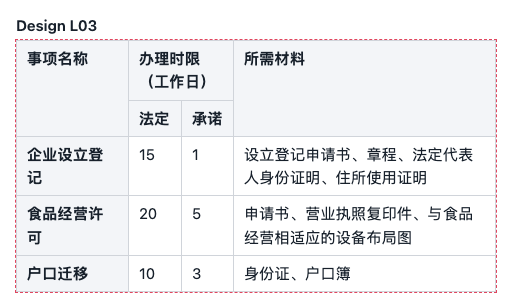 Design L03
事项名称
办理时限
（工作日）
所需材料
法定
承诺
企业设立登
记
15
1
设立登记申请书、章程、法定代表
人身份证明、住所使用证明
食品经营许
可
20
5
申请书、营业执照复印件、与食品
经营相适应的设备布局图
户口迁移
10
3
身份证、户口簿